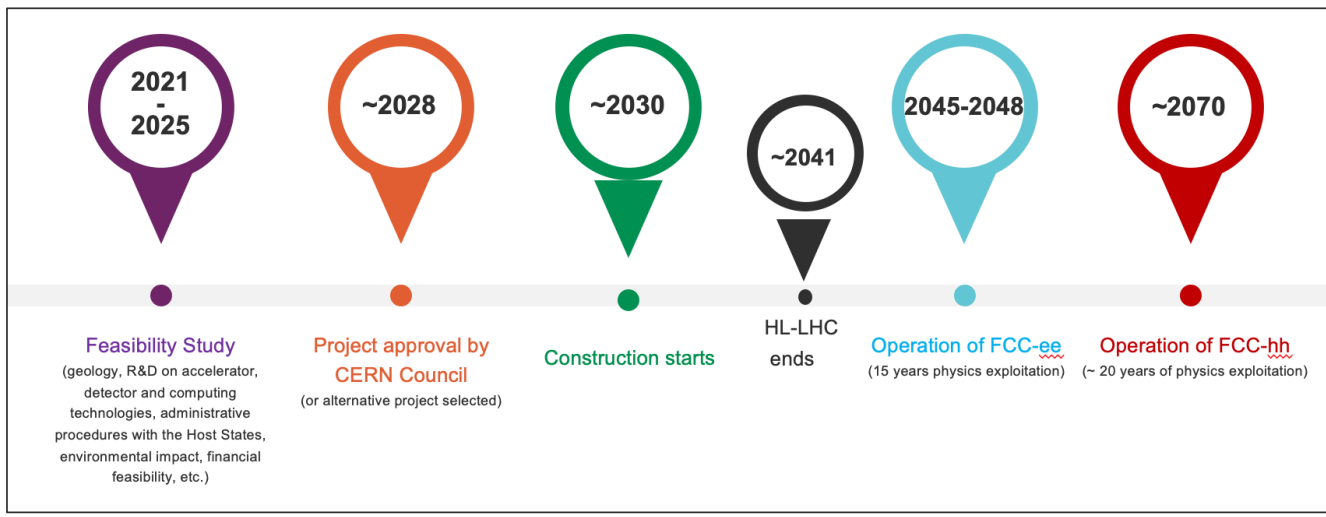 2021
-
2025
~2028
~2030
~2041
2045-2048
~2070
Feasibility Study
(geology, R&D on accelerator,
detector and computing
technologies, administrative
procedures with the Host States,
environmental impact, financial
feasibility, etc.)
Project approval by
CERN Council
(or alternative project selected)
Construction starts
HL-LHC
ends
Operation of FCC-ee
(15 years physics exploitation)
Operation of FCC-hh
(~ 20 years of physics exploitation)